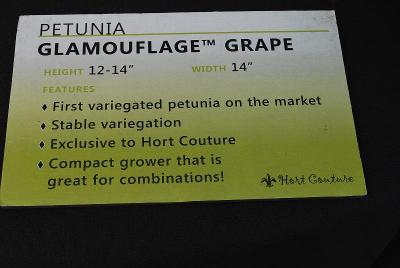 PETUNIA
GLAMOUFLAGE™ GRAPE
HEIGHT 12-14” WIDTH 14”
FEATURES
♦ First variegated petunia on the market
♦ Stable variegation
♦ Exclusive to Hort Couture
♦ Compact grower that is
great for combinations!
Hort Couture